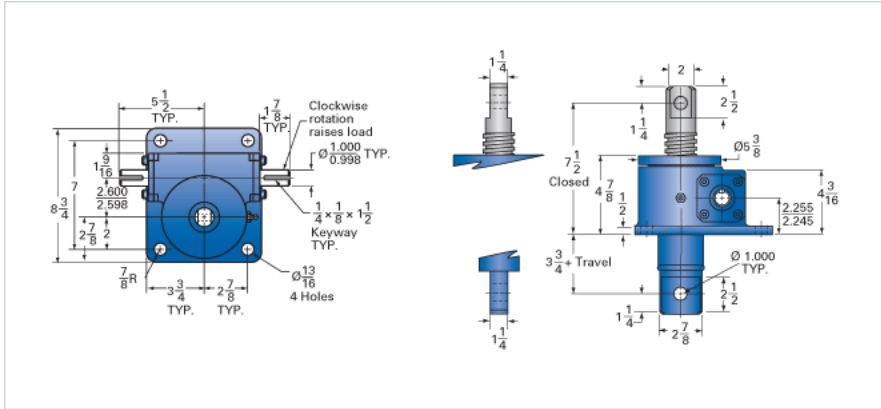 5 1/2
TYP.
1 7/8
TYP.
Clockwise
rotation
raises load
Ø 1.000/0.998 TYP.
1 9/16
7
8 3/4
2.600
2.598
2 7/8
2
1/4 × 1/8 × 1 1/2
Keyway
TYP.
7/8 R
3 3/4
TYP.
2 7/8
TYP.
Ø 13/16
4 Holes
1 1/4
1 1/4
2
2 1/2
1 1/4
Ø5 3/8
7 1/2
Closed
4 7/8
1/2
4 3/16
2.255
2.245
3 3/4 + Travel
Ø 1.000
TYP.
2 1/2
1 1/4
2 7/8